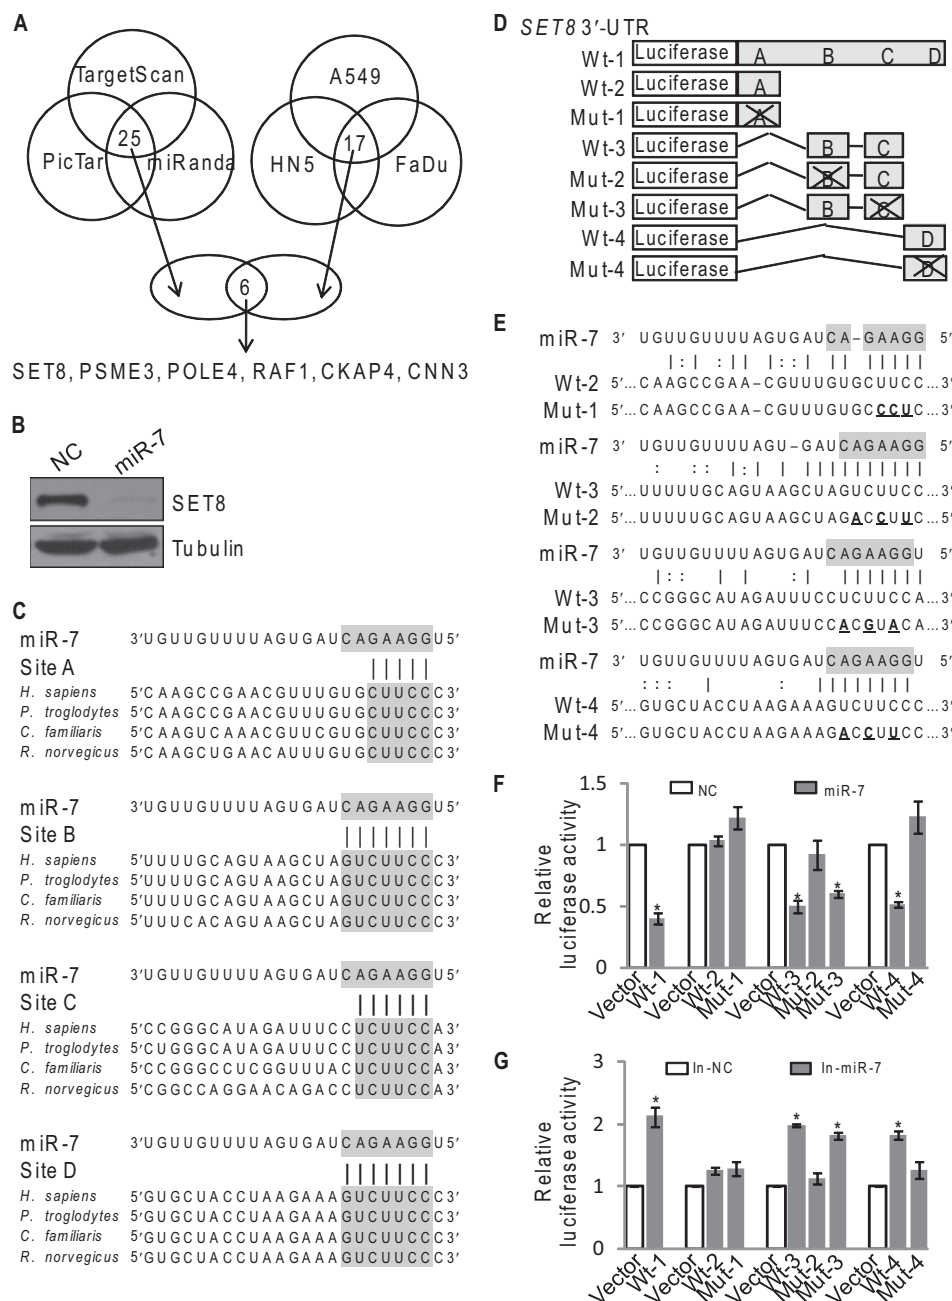 A
TargetScan
25
PicTar
miRanda
A549
17
HN5
FaDu
6
SET8, PSME3, POLE4, RAF1, CKAP4, CNN3
B
NC miR-7
SET8
Tubulin
C
miR-7 3′UGUUGUUUUAGUGAUCAGAAGGU5′
Site A
H. sapiens 5′CAAGCCGAACGUUUGUGCUUCCC3′
P. troglodytes 5′CAAGCCGAACGUUUGUGCUUCCC3′
C. familiaris 5′CAAGUCAAACGUUCGUGCUUCCC3′
R. norvegicus 5′CAAGCUGAACAUUUGUGCUUCCC3′
miR-7 3′UGUUGUUUUAGUGAUCAGAAGGU5′
Site B
H. sapiens 5′UUUUGCAGUAAGCUAGUCUUCCC3′
P. troglodytes 5′UUUUGCAGUAAGCUAGUCUUCCC3′
C. familiaris 5′UUUUGCAGUAAGUUAGUCUUCCC3′
R. norvegicus 5′UUUCACAGUAAGUUAGUCUUCCC3′
miR-7 3′UGUUGUUUUAGUGAUCAGAAGGU5′
Site C
H. sapiens 5′CCGGGCAUAGAUUUCCUCUUCCA3′
P. troglodytes 5′CUGGGCAUAGAUUUCCUCUUCCA3′
C. familiaris 5′CCGGGCCUCGGUUUACUCUUCCA3′
R. norvegicus 5′CCGGCCAGGAACAGACCUCUUCCA3′
miR-7 3′UGUUGUUUUAGUGAUCAGAAGGU5′
Site D
H. sapiens 5′GUGCUACCUAAGAAAGUCUUCCC3′
P. troglodytes 5′GUGCUACCUAAGAAAGUCUUCCC3′
C. familiaris 5′GUGCUACCUAAGAAAGUCUUCCC3′
R. norvegicus 5′GUGCUACCUAAGAAAGUCUUCCC3′
D SET8 3′-UTR
Wt-1 Luciferase A B C D
Wt-2 Luciferase A
Mut-1 Luciferase A
Wt-3 Luciferase B C
Mut-2 Luciferase B C
Mut-3 Luciferase B C
Wt-4 Luciferase D
Mut-4 Luciferase D
E
miR-7 3′ UGUUGUUUUAGUGAUCA–GAAGG 5′
Wt-2 5′...CAAGCCGAA–CGUUUGUGCUUCC...3′
Mut-1 5′...CAAGCCGAA–CGUUUGUGCCCUC...3′
miR-7 3′ UGUUGUUUUAGU–GAUCAGAAGG 5′
Wt-3 5′...UUUUUGCAGUAAGCUAGUCUUCC...3′
Mut-2 5′...UUUUUGCAGUAAGCUAGACCUUC...5′
miR-7 3′ UGUUGUUUUAGUGAUCAGAAGGU 5′
Wt-3 5′...CCGGGCAUAGAUUUCCUCUUCCA...3′
Mut-3 5′...CCGGGCAUAGAUUUCCACGUACA...3′
miR-7 3′ UGUUGUUUUAGUGAUCAGAAGGU 5′
Wt-4 5′...GUGCUACCUAAGAAAGUCUUCCC...3′
Mut-4 5′...GUGCUACCUAAGAAAGACCUUCC...3′
F
Relative
luciferase activity
1.5
1
0.5
0
NC miR-7
* * * *
Vector Wt-1 Vector Wt-2 Mut-1 Vector Wt-3 Mut-2 Mut-3 Vector Wt-4 Mut-4
G
Relative
luciferase activity
3
2
1
0
In-NC In-miR-7
* * * *
Vector Wt-1 Vector Wt-2 Mut-1 Vector Wt-3 Mut-2 Mut-3 Vector Wt-4 Mut-4